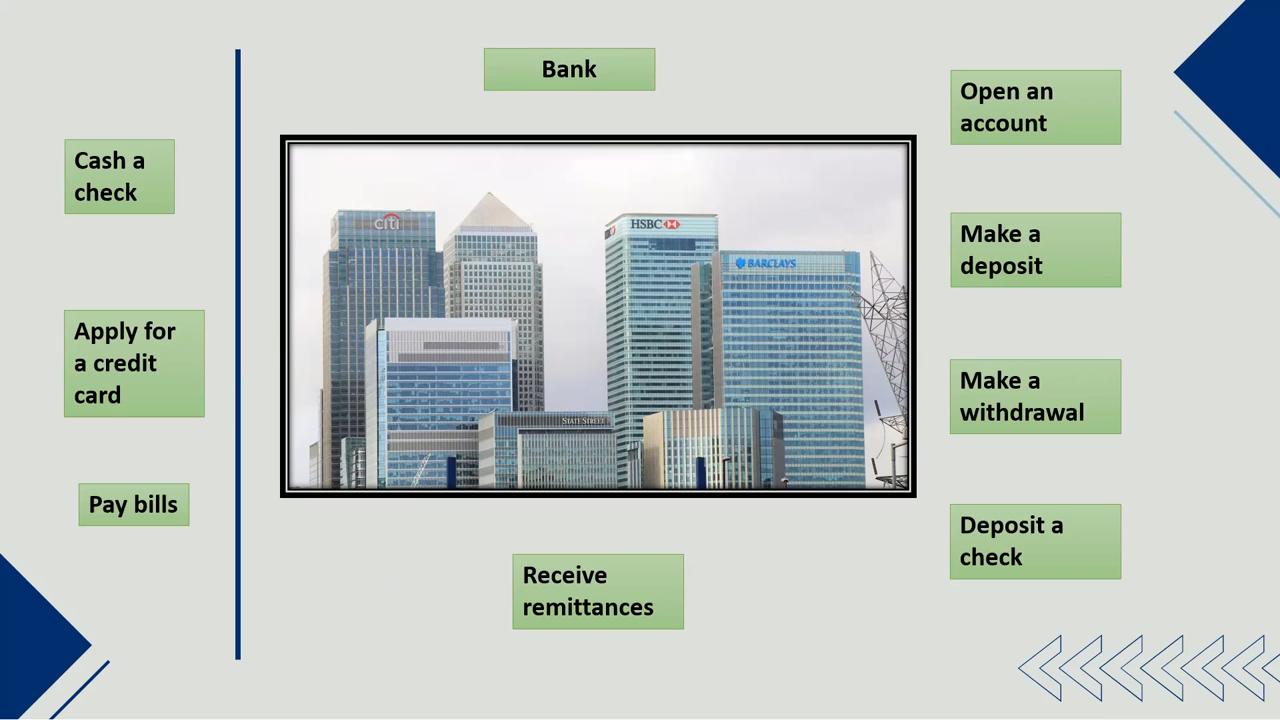 Bank
Open an
account
Cash a
check
Make a
deposit
Apply for
a credit
card
Make a
withdrawal
Pay bills
Deposit a
check
Receive
remittances
citi
HSBC
BARCLAYS
STATE STREET